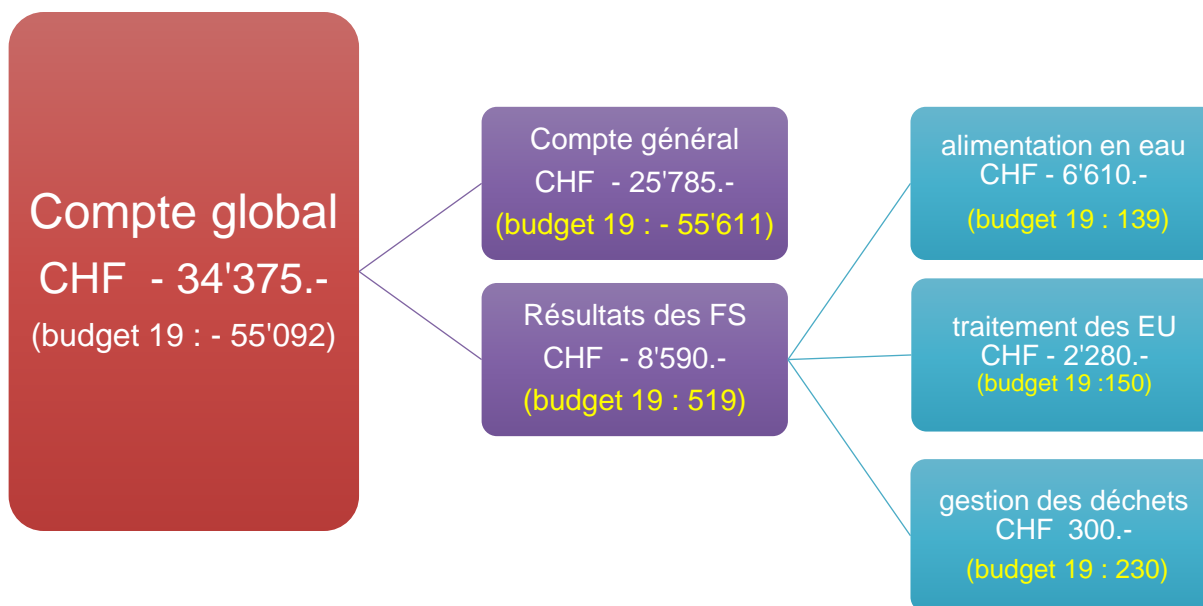 Compte global
CHF - 34'375.-
(budget 19 : - 55'092)
Compte général
CHF - 25'785.-
(budget 19 : - 55'611)
Résultats des FS
CHF - 8'590.-
(budget 19 : 519)
alimentation en eau
CHF - 6'610.-
(budget 19 : 139)
traitement des EU
CHF - 2'280.-
(budget 19 :150)
gestion des déchets
CHF 300.-
(budget 19 : 230)